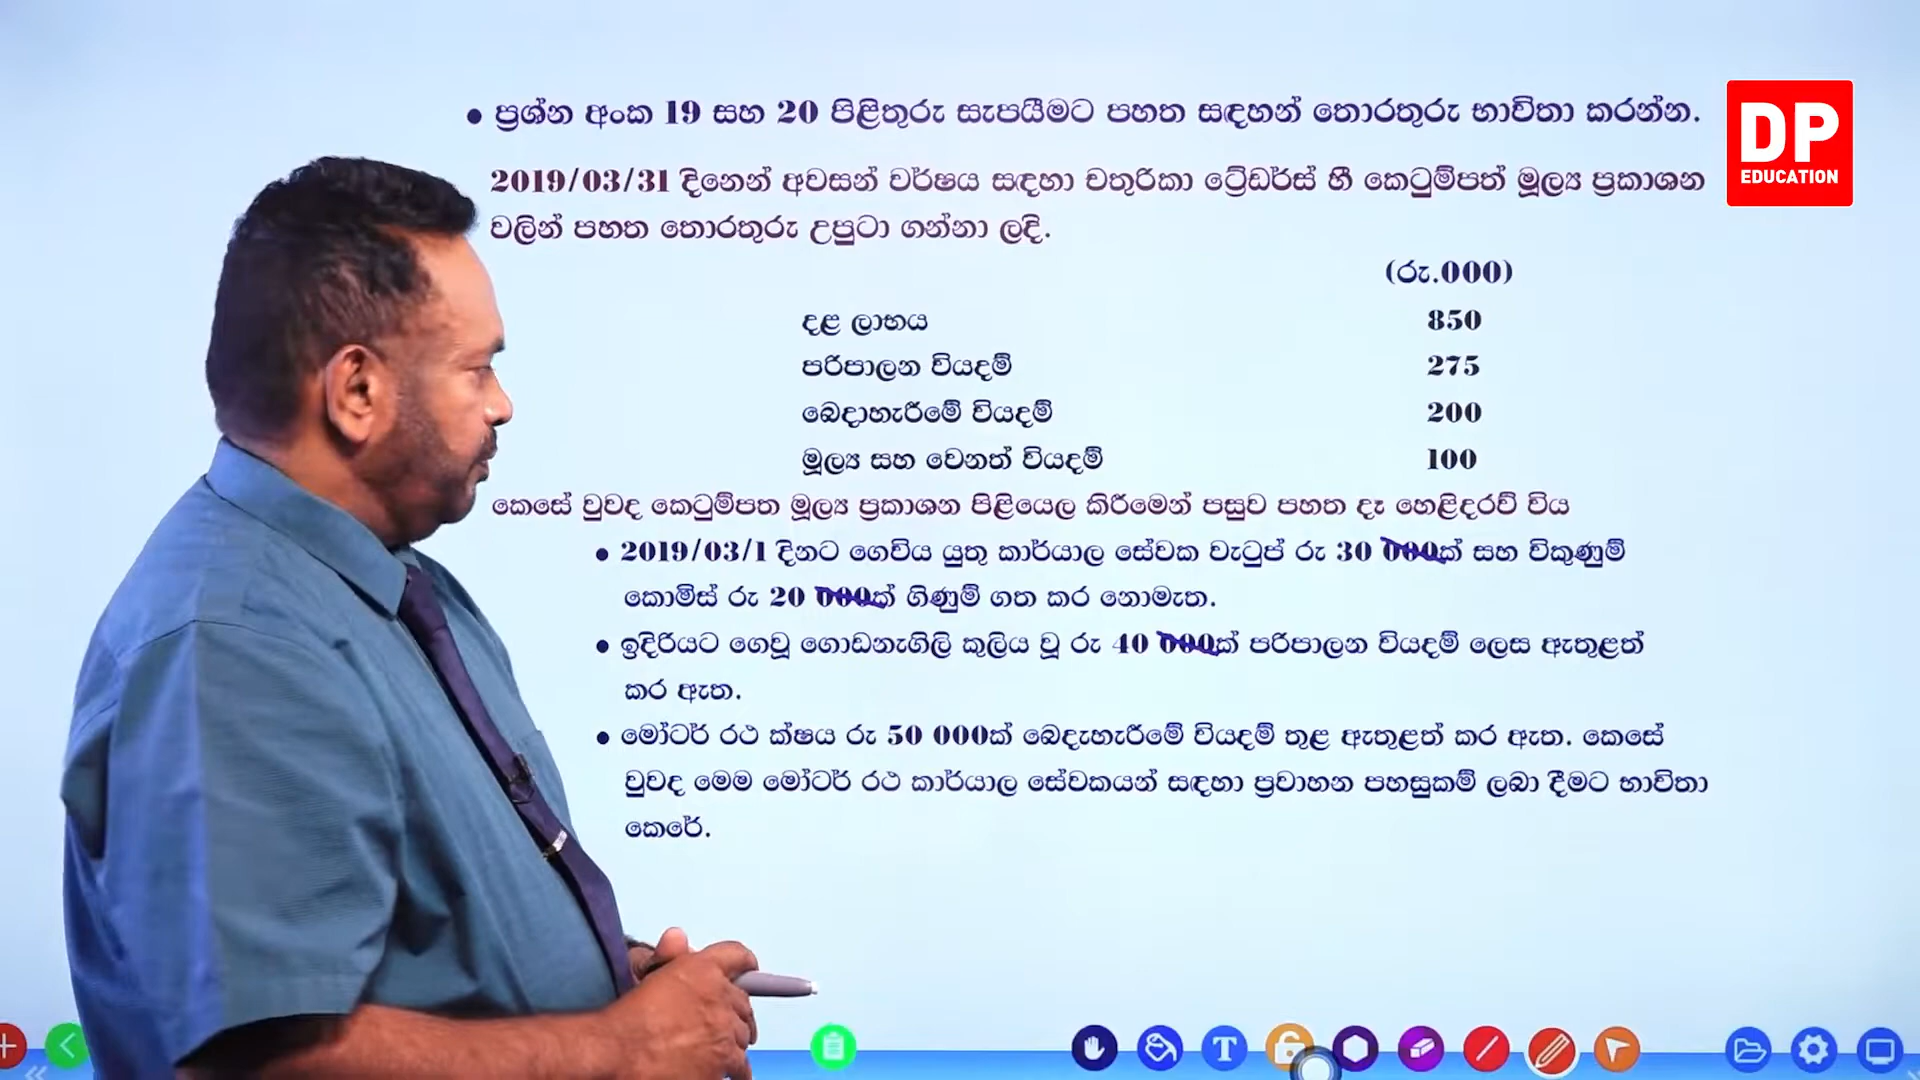 • ප්‍රශ්න අංක 19 සහ 20 පිළිතුරු සැපයීමට පහත සඳහන් තොරතුරු භාවිතා කරන්න.
DP
EDUCATION
2019/03/31 දිනෙන් අවසන් වර්ෂය සඳහා චතුරිකා ට්‍රේඩර්ස් හී කෙටුම්පත් මූල්‍ය ප්‍රකාශන
වලින් පහත තොරතුරු උපුටා ගන්නා ලදි.
(රු.000)
දළ ලාභය 850
පරිපාලන වියදම් 275
බෙදාහැරීමේ වියදම් 200
මූල්‍ය සහ වෙනත් වියදම් 100
කෙසේ වුවද කෙටුම්පත මූල්‍ය ප්‍රකාශන පිළියෙල කිරීමෙන් පසුව පහත දෑ හෙළිදරව් විය
• 2019/03/1 දිනට ගෙවිය යුතු කාර්යාල සේවක වැටුප් රු 30 000ක් සහ විකුණුම්
කොමිස් රු 20 000ක් ගිණුම් ගත කර නොමැත.
• ඉදිරියට ගෙවූ ගොඩනැගිලි කුලිය වූ රු 40 000ක් පරිපාලන වියදම් ලෙස ඇතුළත්
කර ඇත.
• මෝටර් රථ ක්ෂය රු 50 000ක් බෙදැහැරීමේ වියදම් තුළ ඇතුළත් කර ඇත. කෙසේ
වුවද මෙම මෝටර් රථ කාර්යාල සේවකයන් සඳහා ප්‍රවාහන පහසුකම් ලබා දීමට භාවිතා
කෙරේ.